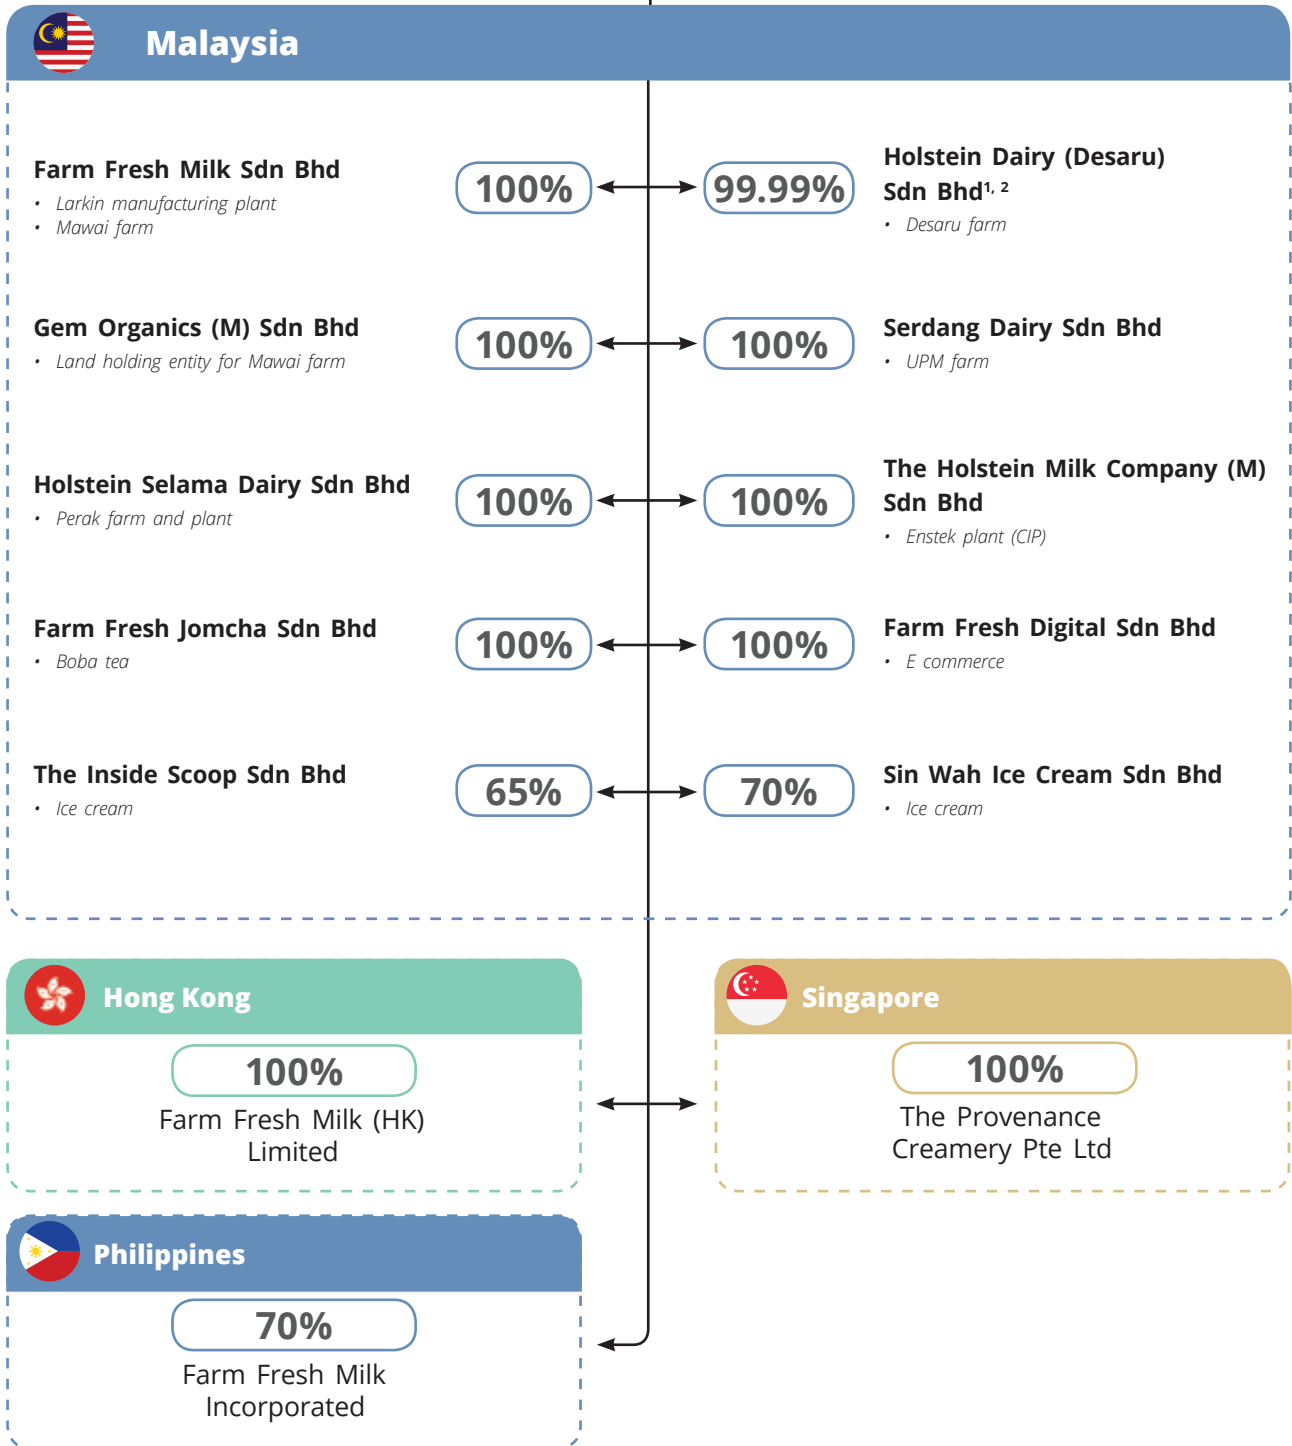 Malaysia
Farm Fresh Milk Sdn Bhd
• Larkin manufacturing plant
• Mawai farm
100%
99.99%
Holstein Dairy (Desaru)
Sdn Bhd¹, ²
• Desaru farm
Gem Organics (M) Sdn Bhd
• Land holding entity for Mawai farm
100%
100%
Serdang Dairy Sdn Bhd
• UPM farm
Holstein Selama Dairy Sdn Bhd
• Perak farm and plant
100%
100%
The Holstein Milk Company (M)
Sdn Bhd
• Enstek plant (CIP)
Farm Fresh Jomcha Sdn Bhd
• Boba tea
100%
100%
Farm Fresh Digital Sdn Bhd
• E commerce
The Inside Scoop Sdn Bhd
• Ice cream
65%
70%
Sin Wah Ice Cream Sdn Bhd
• Ice cream
Hong Kong
100%
Farm Fresh Milk (HK)
Limited
Singapore
100%
The Provenance
Creamery Pte Ltd
Philippines
70%
Farm Fresh Milk
Incorporated